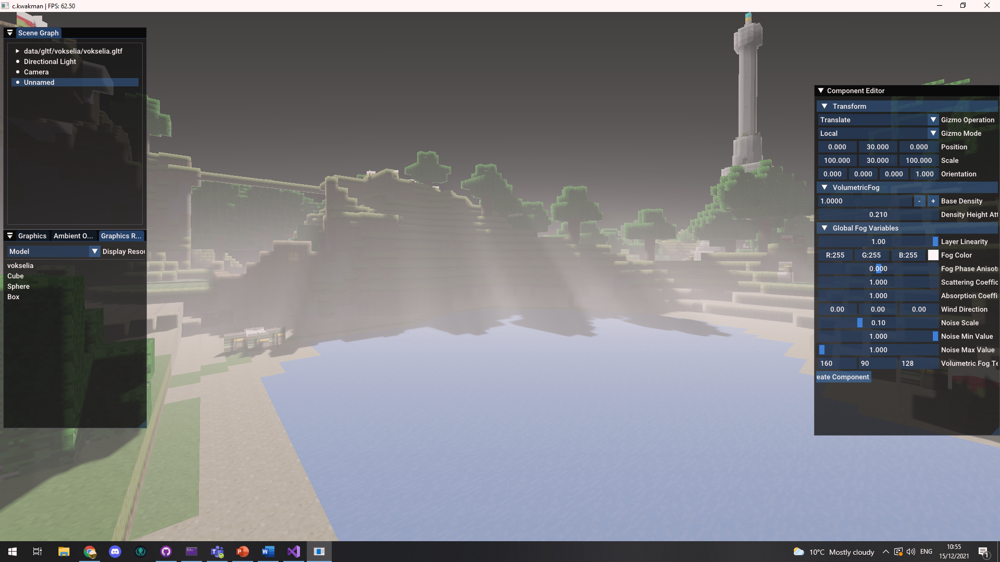 c.kwakman | FPS: 62.50
Scene Graph
data/gltf/vokselia/vokselia.gltf
Directional Light
Camera
Unnamed
Graphics Ambient O... Graphics R...
Model Display Resou
vokselia
Cube
Sphere
Box
Component Editor
Transform
Translate Gizmo Operation
Local Gizmo Mode
0.000 30.000 0.000 Position
100.000 30.000 100.000 Scale
0.000 0.000 0.000 1.000 Orientation
VolumetricFog
1.0000 - + Base Density
0.210 Density Height Att
Global Fog Variables
1.00 Layer Linearity
R:255 G:255 B:255 Fog Color
0.000 Fog Phase Anisot
1.000 Scattering Coeffic
1.000 Absorption Coeffi
0.00 0.00 0.00 Wind Direction
0.10 Noise Scale
1.000 Noise Min Value
1.000 Noise Max Value
160 90 128 Volumetric Fog Te
eate Component
10°C Mostly cloudy ENG
10:55
15/12/2021
1